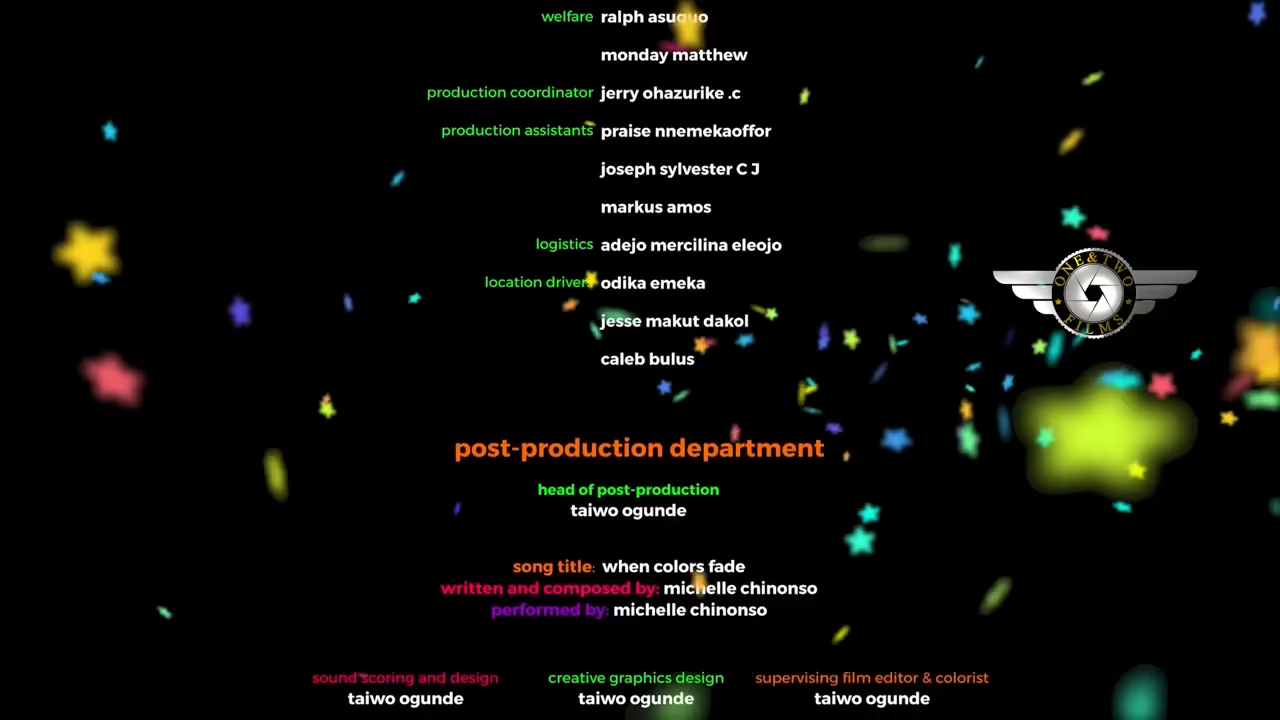 welfare ralph asuquo
monday matthew
production coordinator jerry ohazurike .c
production assistants praise nnemekaoffor
joseph sylvester C J
markus amos
logistics adejo mercilina eleojo
location driver odika emeka
jesse makut dakol
caleb bulus
ONE&TWO
FILMS
post-production department
head of post-production
taiwo ogunde
song title: when colors fade
written and composed by: michelle chinonso
performed by: michelle chinonso
sound scoring and design creative graphics design supervising film editor & colorist
taiwo ogunde taiwo ogunde taiwo ogunde